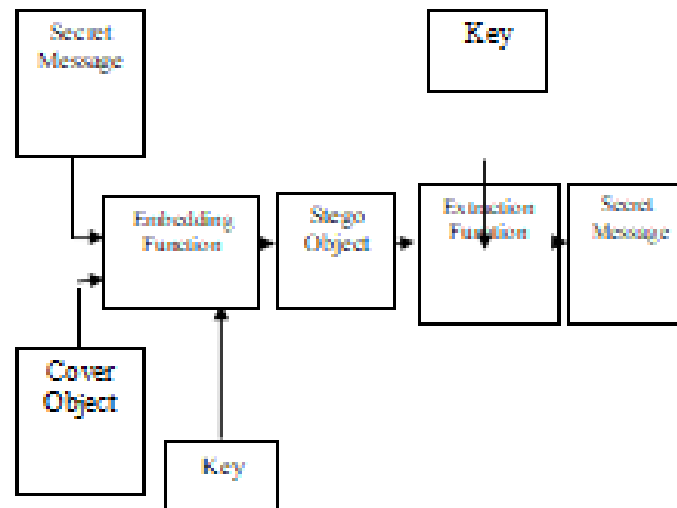 Secret
Message
Key
Embedding
Function
Stego
Object
Extraction
Function
Secret
Message
Cover
Object
Key